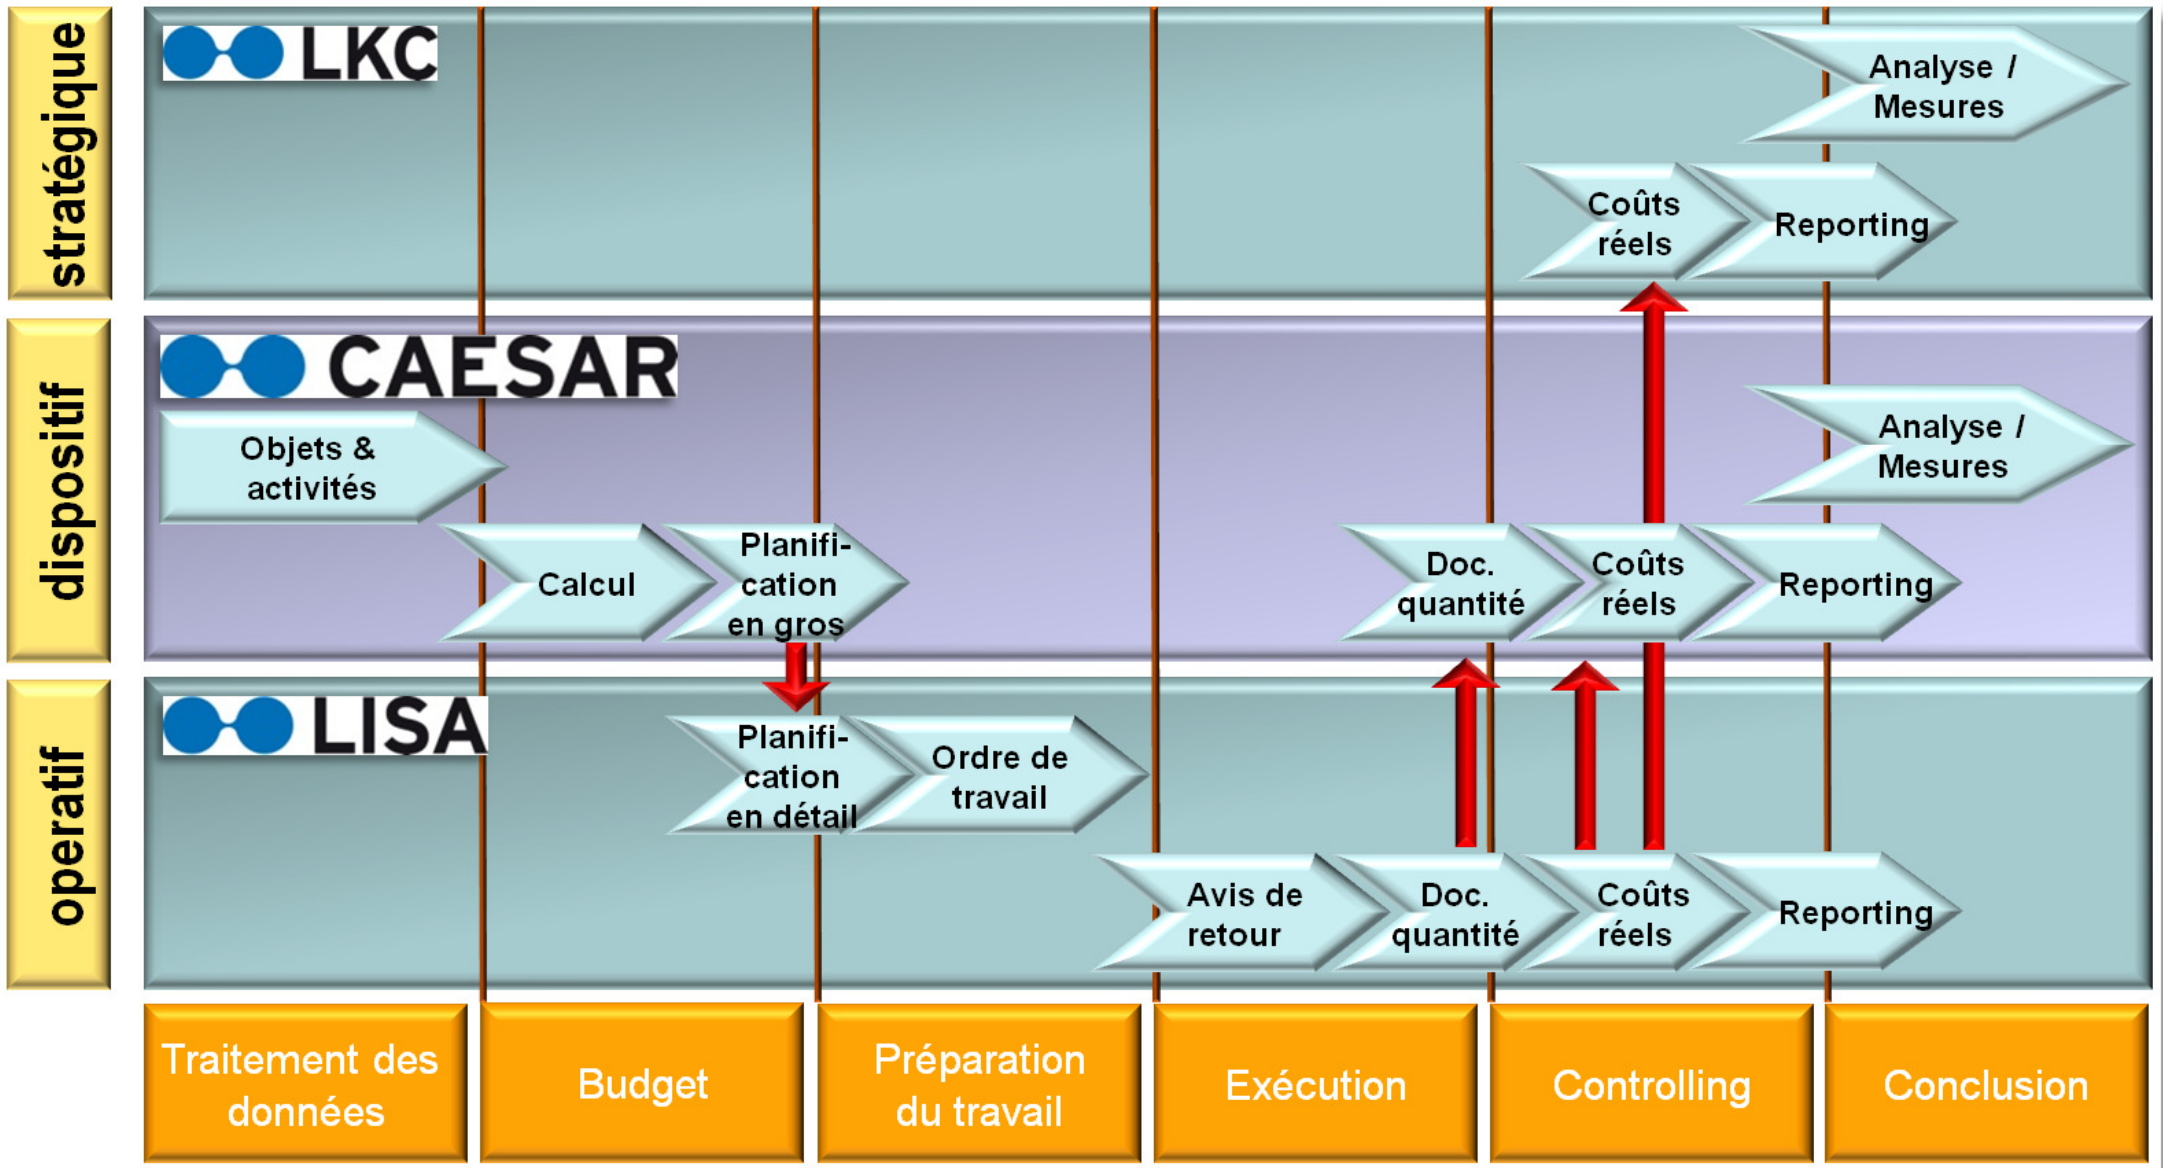 stratégique
LKC
Analyse /
Mesures
Coûts
réels
Reporting
dispositif
CAESAR
Objets &
activités
Calcul
Planifi-
cation
en gros
Doc.
quantité
Coûts
réels
Reporting
Analyse /
Mesures
operatif
LISA
Planifi-
cation
en détail
Ordre de
travail
Avis de
retour
Doc.
quantité
Coûts
réels
Reporting
Traitement des
données
Budget
Préparation
du travail
Exécution
Controlling
Conclusion